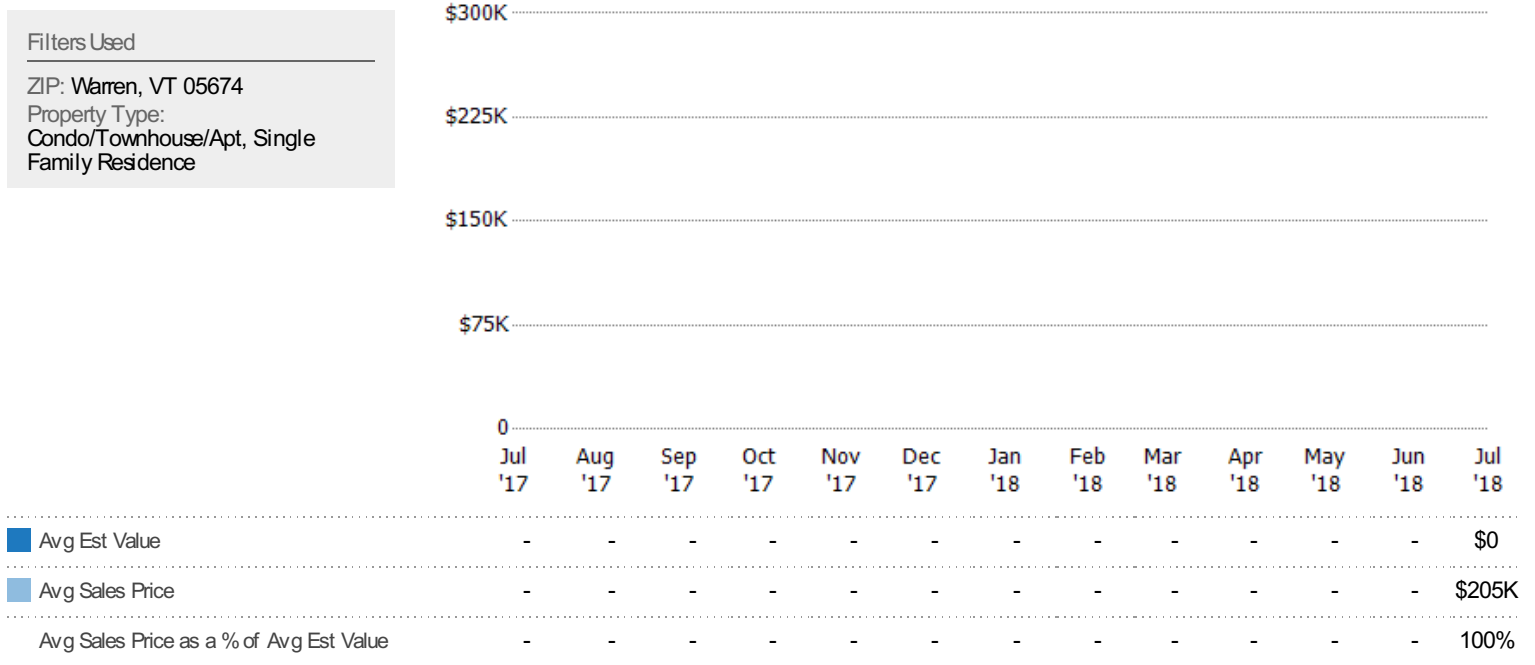 Filters Used
ZIP: Warren, VT 05674
Property Type:
Condo/Townhouse/Apt, Single
Family Residence
$300K
$225K
$150K
$75K
0
Jul Aug Sep Oct Nov Dec Jan Feb Mar Apr May Jun Jul
'17 '17 '17 '17 '17 '17 '18 '18 '18 '18 '18 '18 '18
Avg Est Value - - - - - - - - - - - - $0
Avg Sales Price - - - - - - - - - - - - $205K
Avg Sales Price as a % of Avg Est Value - - - - - - - - - - - - 100%